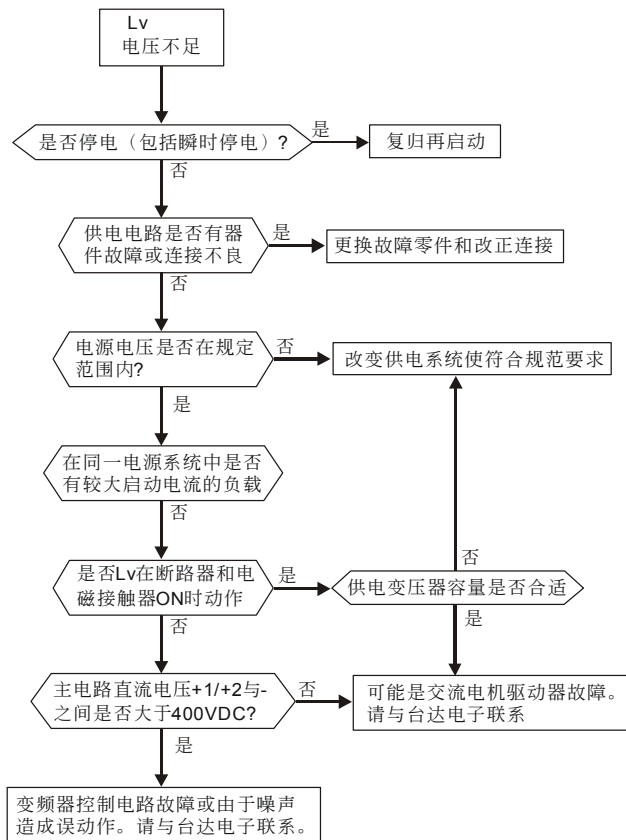 Lv
电压不足
是否停电（包括瞬时停电）?
是
复归再启动
否
供电电路是否有器
件故障或连接不良
是
更换故障零件和改正连接
否
电源电压是否在规定
范围内?
否
改变供电系统使符合规范要求
是
在同一电源系统中是否
有较大启动电流的负载
否
是否Lv在断路器和电
磁接触器ON时动作
是
否
供电变压器容量是否合适
是
否
主电路直流电压+1/+2与-
之间是否大于400VDC?
否
可能是交流电机驱动器故障。
请与台达电子联系
是
变频器控制电路故障或由于噪声
造成误动作。请与台达电子联系。